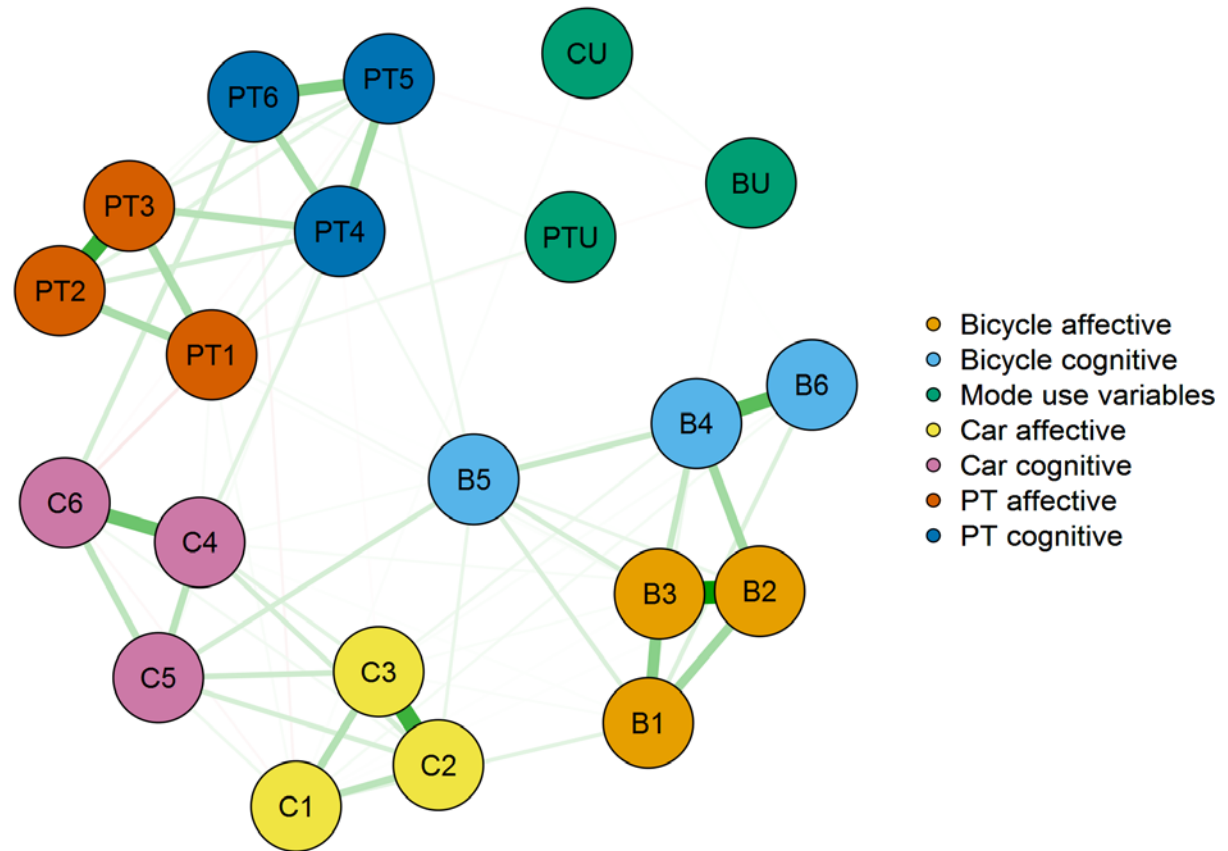 CU
PT5
PT6
BU
PT3
PT4
PTU
PT2
PT1
B6
B4
B5
C6
C4
B3
B2
C5
C3
B1
C2
C1
Bicycle affective
Bicycle cognitive
Mode use variables
Car affective
Car cognitive
PT affective
PT cognitive